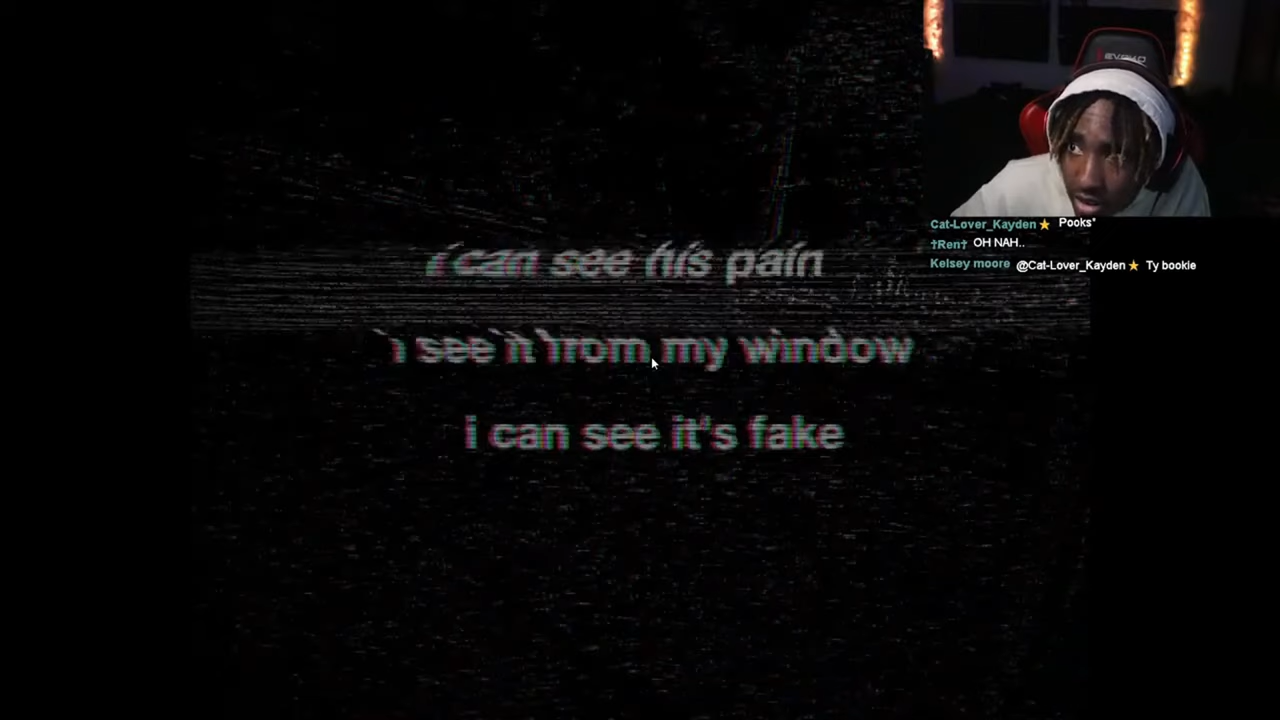 i can see his pain
i see it from my window
i can see it's fake
Cat-Lover_Kayden⭐ Pooks*
†Ren† OH NAH..
Kelsey moore @Cat-Lover_Kayden⭐ Ty bookie